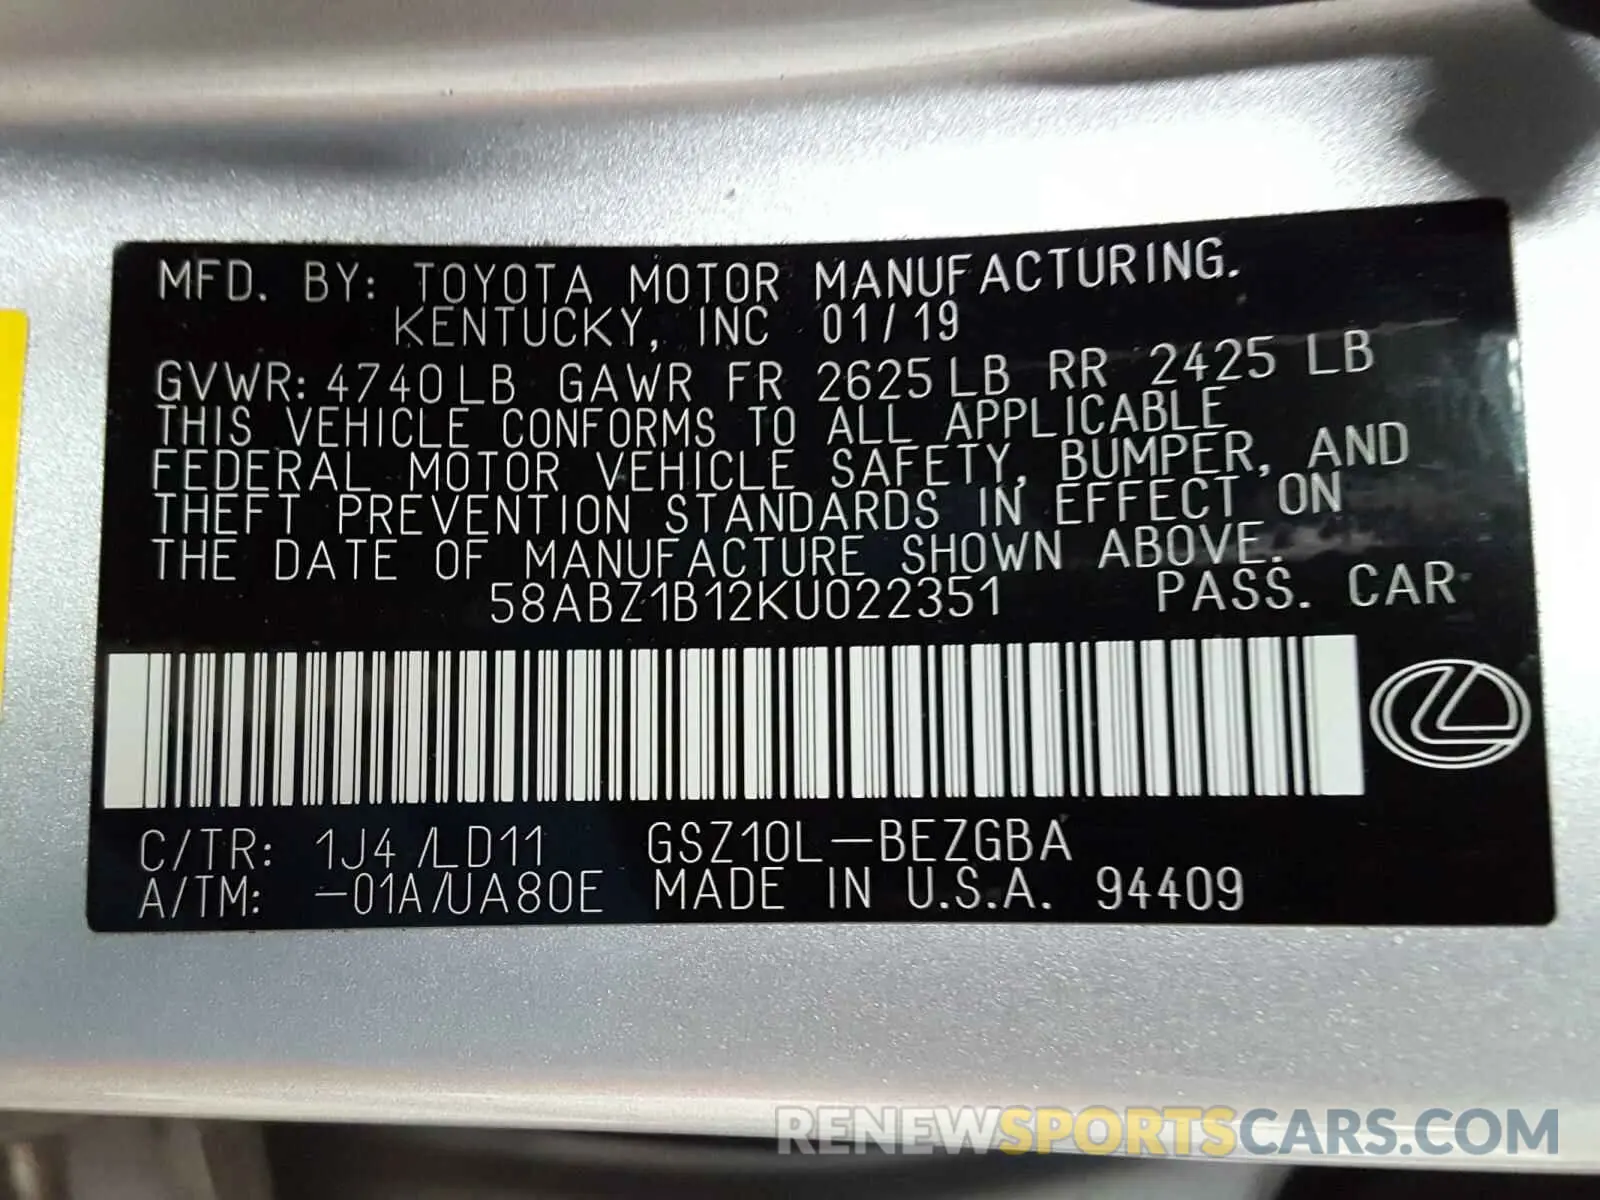 MFD. BY: TOYOTA MOTOR MANUFACTURING.
KENTUCKY, INC 01/19
GVWR: 4740LB GAWR FR 2625LB RR 2425 LB
THIS VEHICLE CONFORMS TO ALL APPLICABLE
FEDERAL MOTOR VEHICLE SAFETY, BUMPER, AND
THEFT PREVENTION STANDARDS IN EFFECT ON
THE DATE OF MANUFACTURE SHOWN ABOVE.
58ABZ1B12KU022351 PASS. CAR
C/TR: 1J4 /LD11 GSZ10L-BEZGBA
A/TM: -01A/UA80E MADE IN U.S.A. 94409
RENEWSPORTSCARS.COM